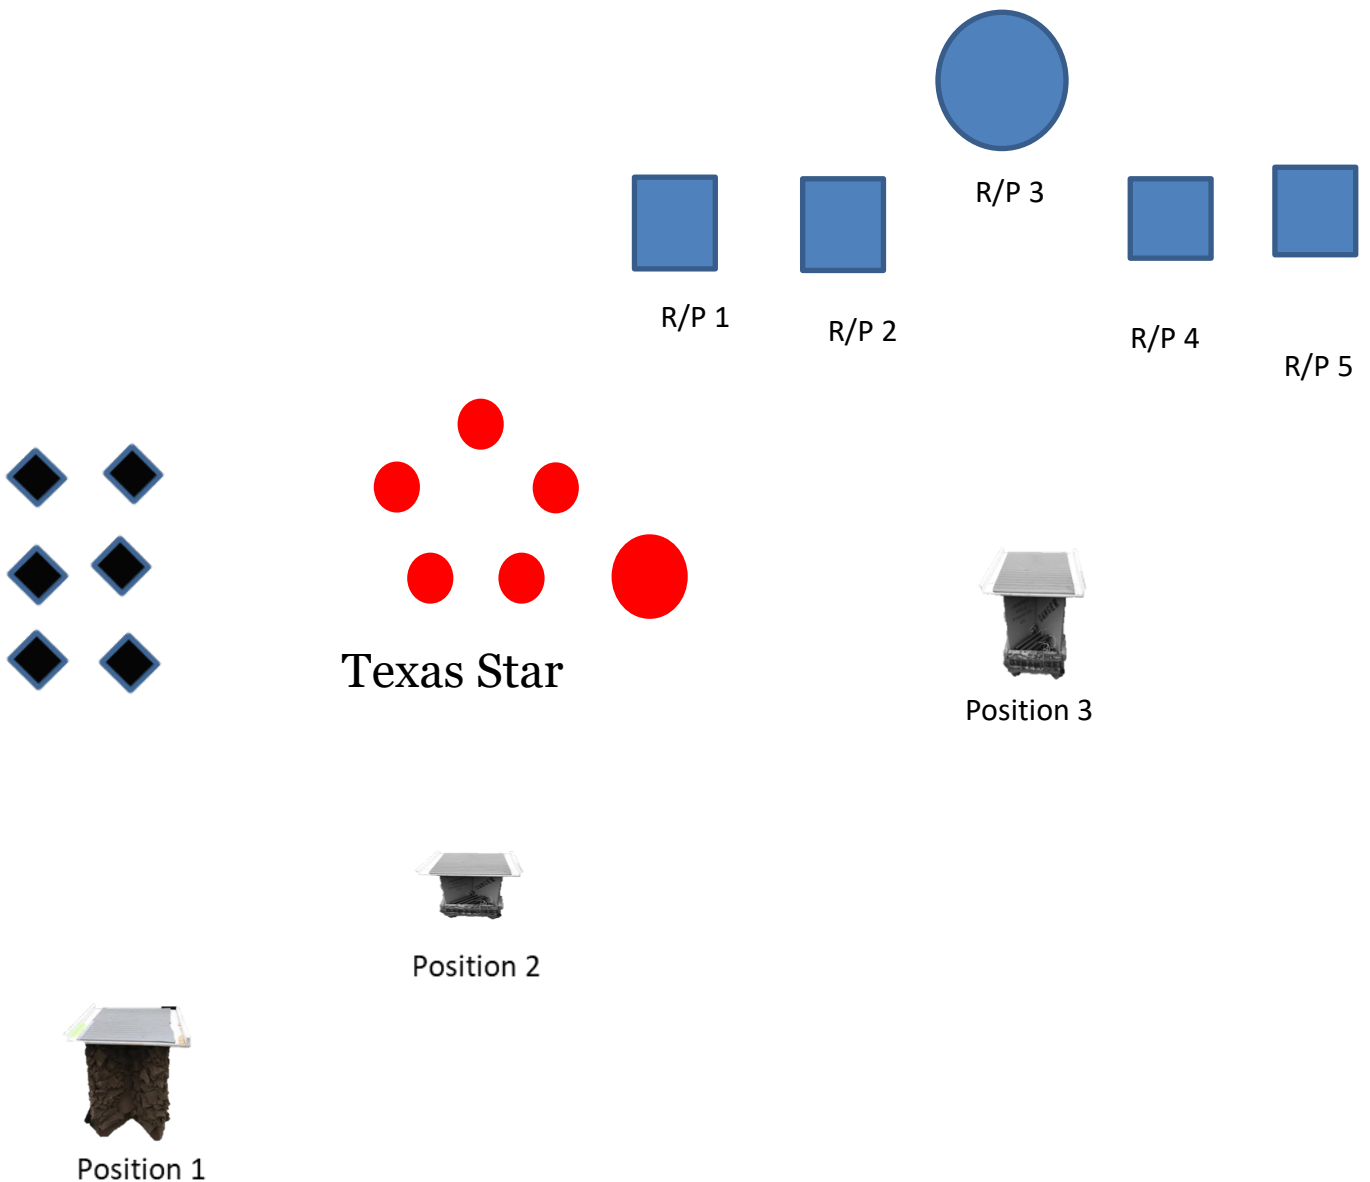 R/P 3
R/P 1
R/P 2
R/P 4
R/P 5
Texas Star
Position 3
Position 2
Position 1